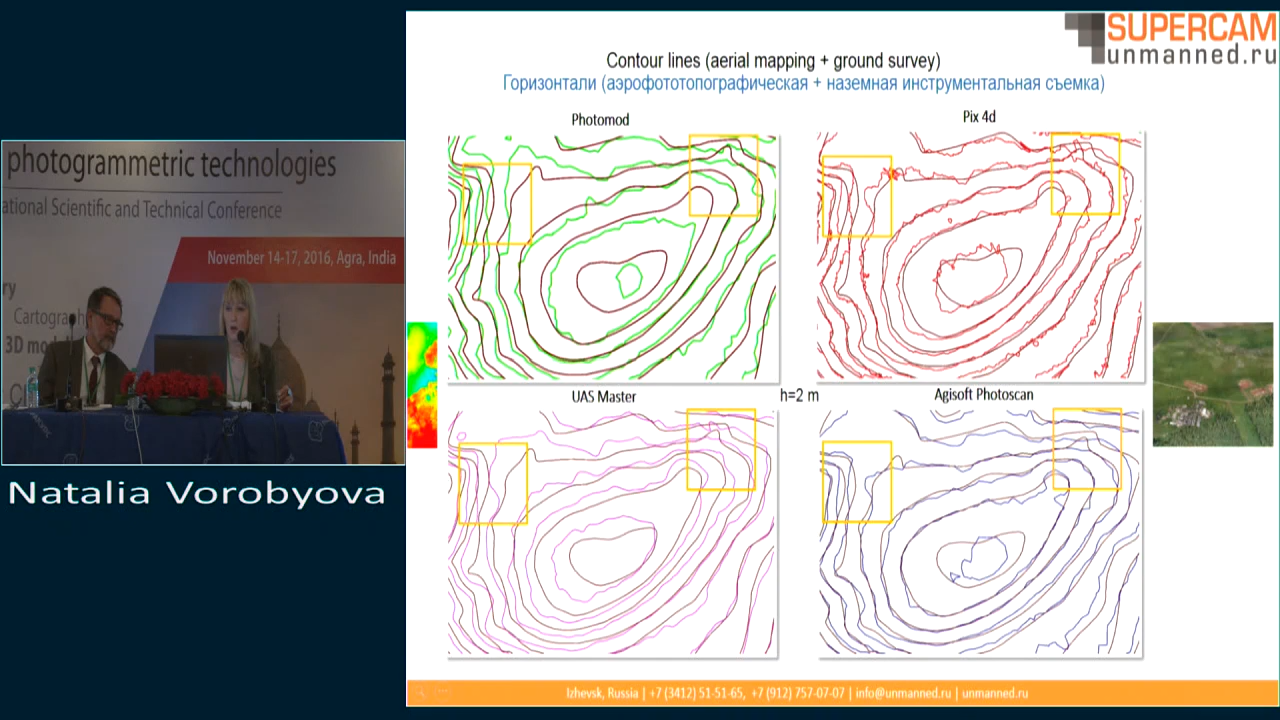 SUPERCAM
unmanned.ru
Contour lines (aerial mapping + ground survey)
Горизонтали (аэрофототопографическая + наземная инструментальная съемка)
Photomod
Pix 4d
UAS Master
h=2 m
Agisoft Photoscan
Izhevsk, Russia | +7 (3412) 51-51-65, +7 (912) 757-07-07 | info@unmanned.ru | unmanned.ru
photogrammetric technologies
ational Scientific and Technical Conference
November 14-17, 2016, Agra, India
ry
Cartograph
3D mod
Natalia Vorobyova